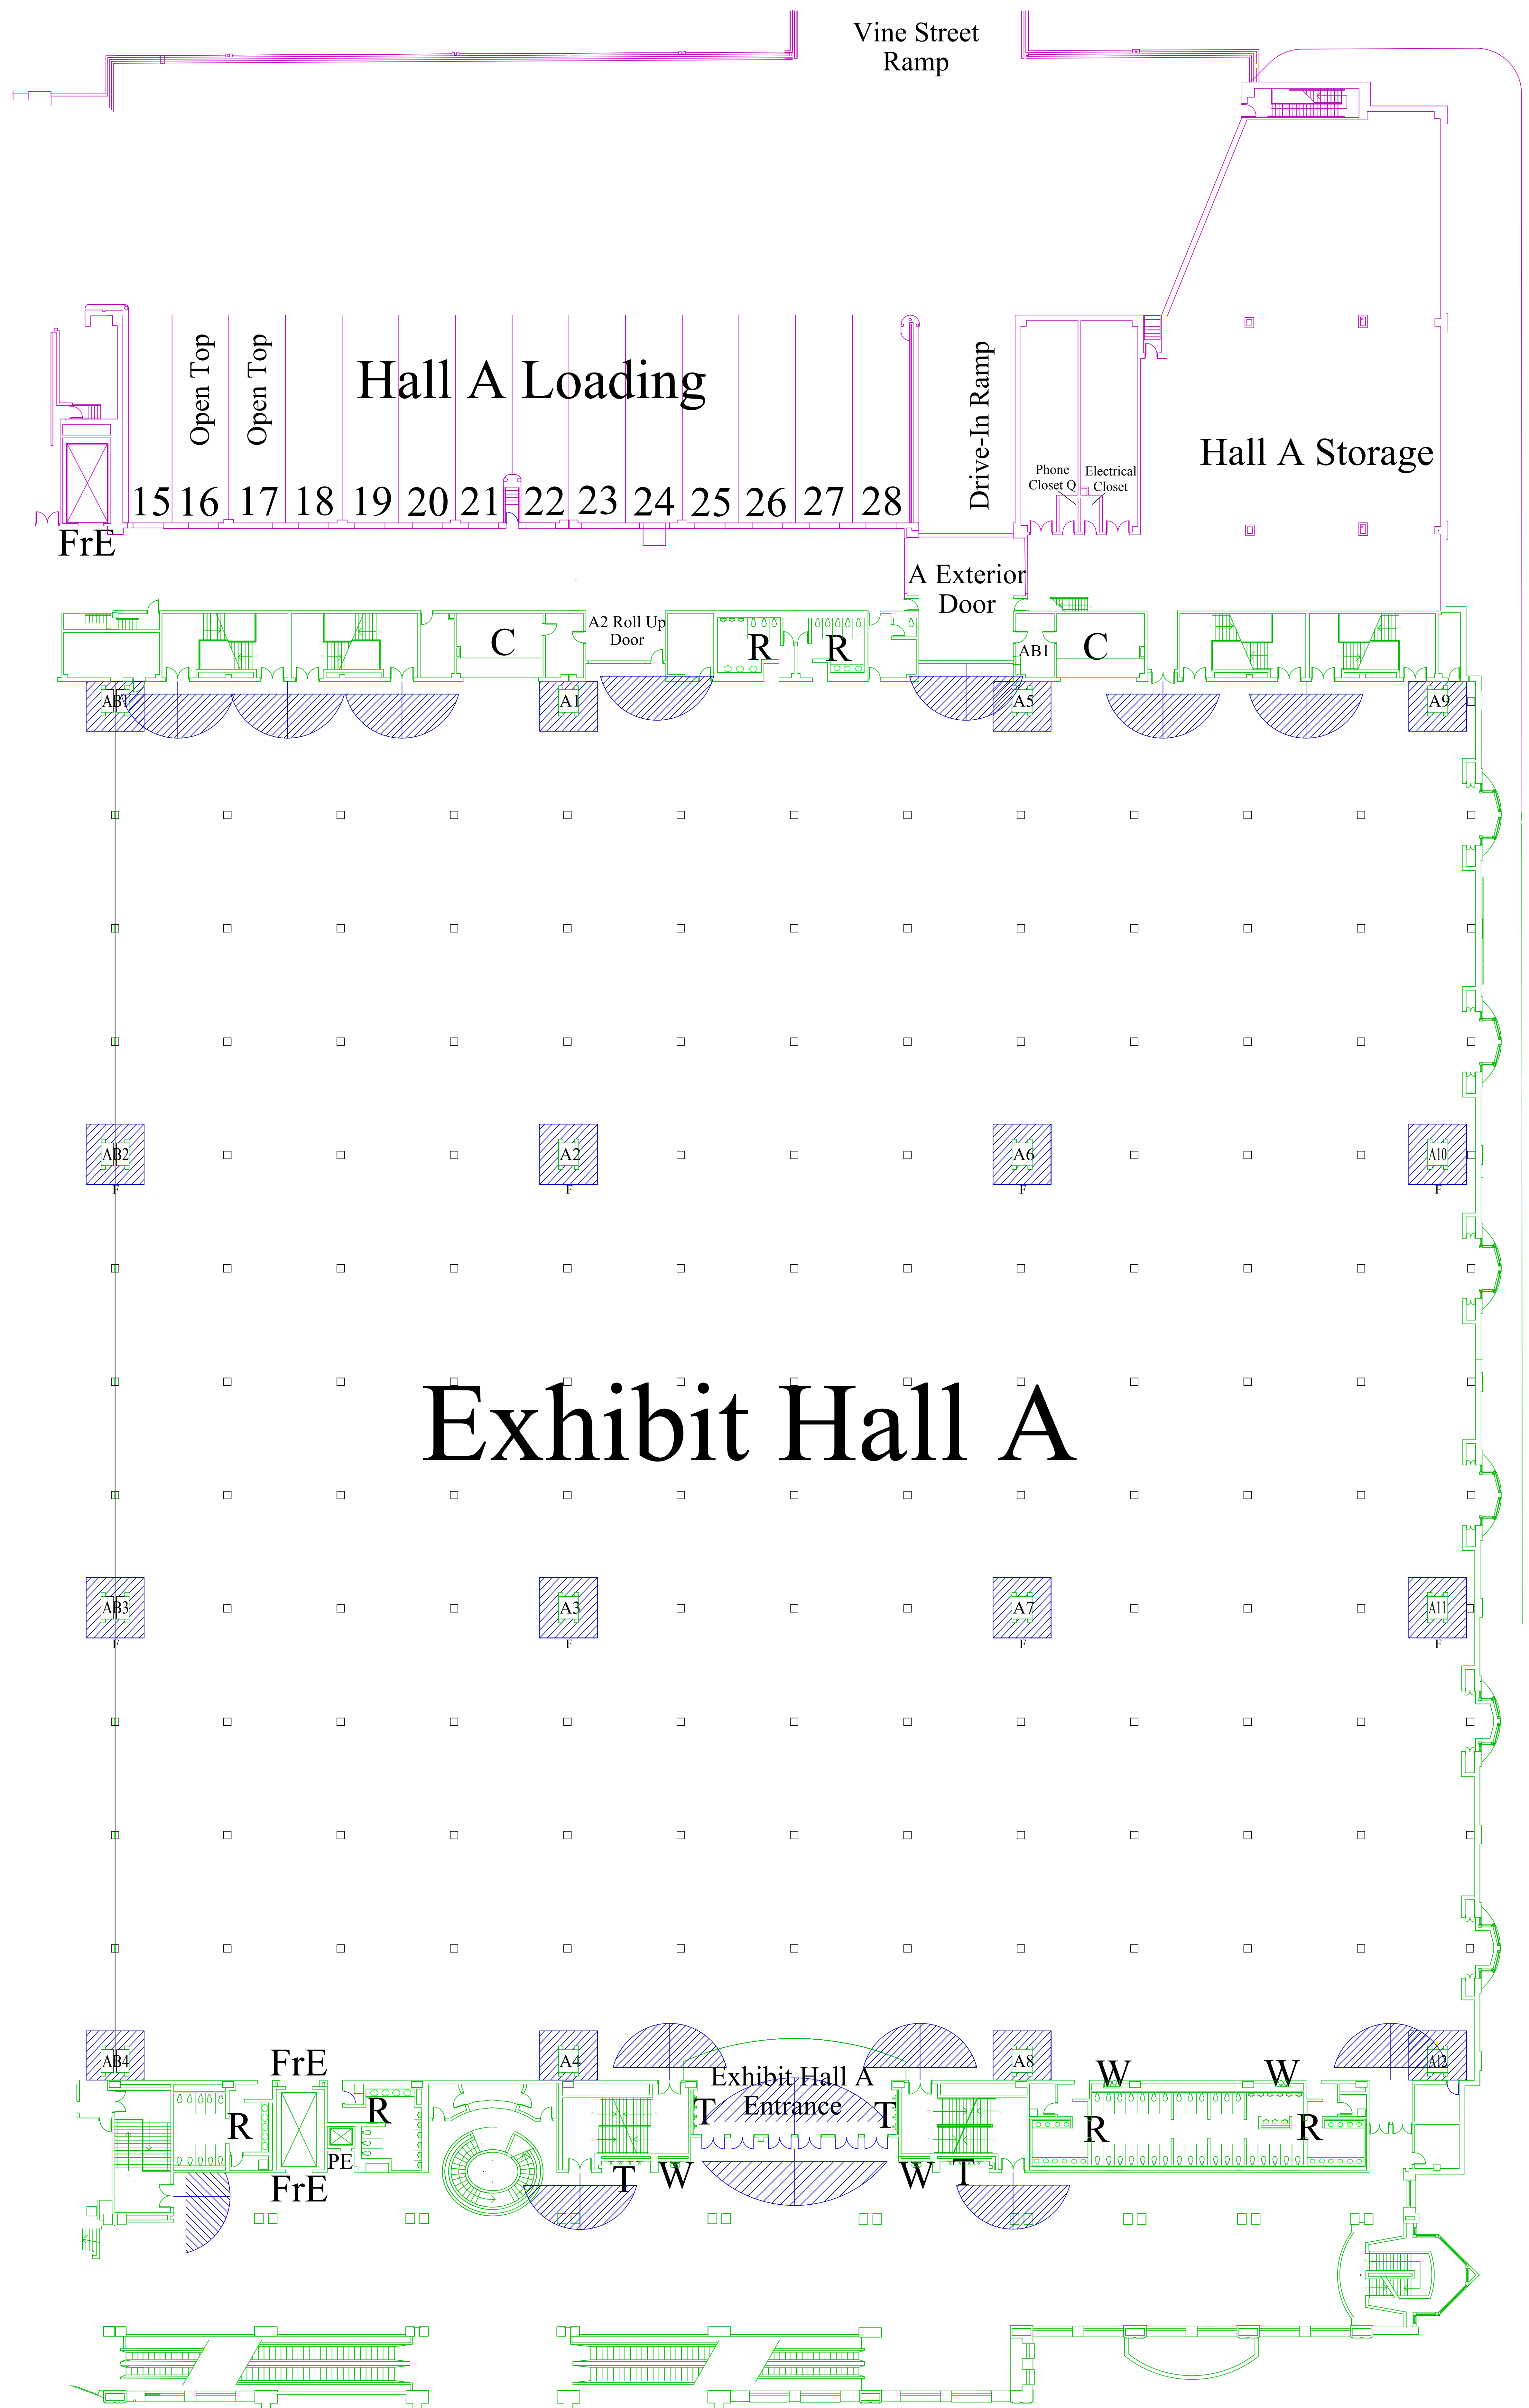 Vine Street
Ramp
Open Top
Open Top
Hall A Loading
Drive-In Ramp
Hall A Storage
Phone
Closet Q
Electrical
Closet
15 16 17 18 19 20 21 22 23 24 25 26 27 28
FrE
A Exterior
Door
A2 Roll Up
Door
C
R
R
AB1
C
AB1
A1
A5
A9
AB2
A2
A6
A10
F
F
F
F
Exhibit Hall A
AB3
A3
A7
A11
F
F
F
F
AB4
A4
A8
A12
FrE
Exhibit Hall A
Entrance
W
W
T
T
R
R
R
R
PE
FrE
T
W
W
T